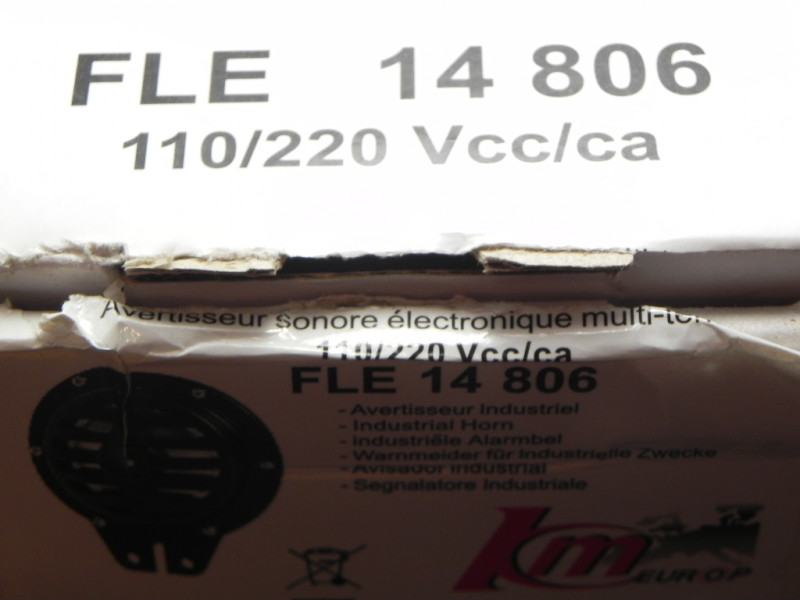 FLE 14 806
110/220 Vcc/ca
Avertisseur sonore électronique
110/220 Vcc/ca
FLE 14 806
- Avertisseur Industriel
- Industrial Horn
- industriële Alarmbel
- Warnmelder für Industrielle Zwecke
- Avisador industrial
- Segnalatore Industriale
km
EUROP